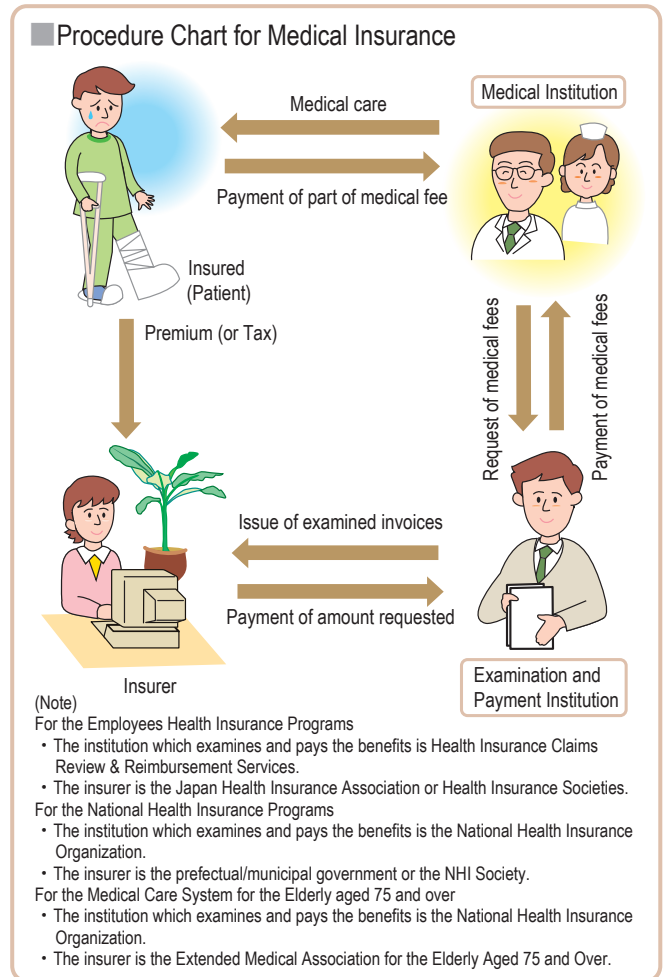 Procedure Chart for Medical Insurance
Medical care
Medical Institution
Payment of part of medical fee
Insured
(Patient)
Premium (or Tax)
Request of medical fees
Payment of medical fees
Issue of examined invoices
Payment of amount requested
Insurer
Examination and
Payment Institution
(Note)
For the Employees Health Insurance Programs
・The institution which examines and pays the benefits is Health Insurance Claims
Review & Reimbursement Services.
・The insurer is the Japan Health Insurance Association or Health Insurance Societies.
For the National Health Insurance Programs
・The institution which examines and pays the benefits is the National Health Insurance
Organization.
・The insurer is the prefectual/municipal government or the NHI Society.
For the Medical Care System for the Elderly aged 75 and over
・The institution which examines and pays the benefits is the National Health Insurance
Organization.
・The insurer is the Extended Medical Association for the Elderly Aged 75 and Over.